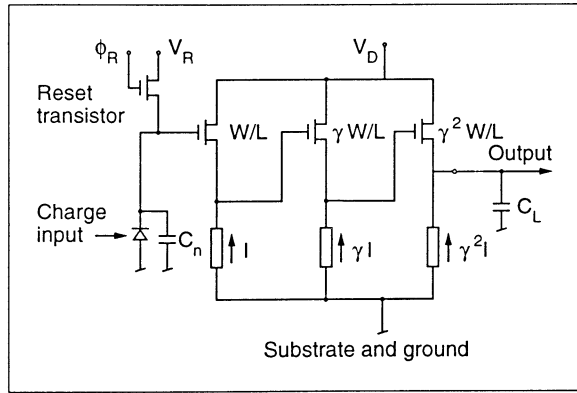 ϕR
VR
VD
Reset
transistor
W/L
γ W/L
γ² W/L
Output
Charge
input
Cn
I
γI
γ²I
CL
Substrate and ground